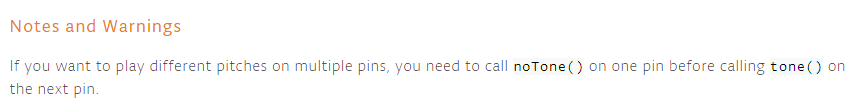 Notes and Warnings
If you want to play different pitches on multiple pins, you need to call noTone() on one pin before calling tone() on
the next pin.